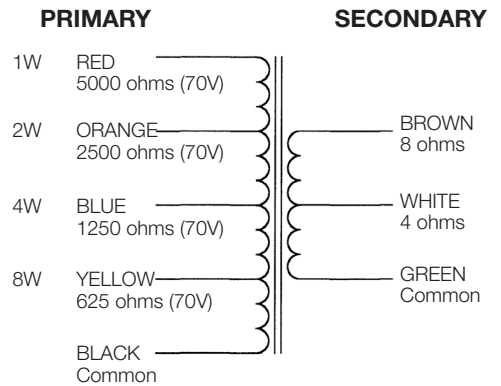 PRIMARY SECONDARY
1W RED
5000 ohms (70V)
2W ORANGE
2500 ohms (70V)
4W BLUE
1250 ohms (70V)
8W YELLOW
625 ohms (70V)
BLACK
Common
BROWN
8 ohms
WHITE
4 ohms
GREEN
Common